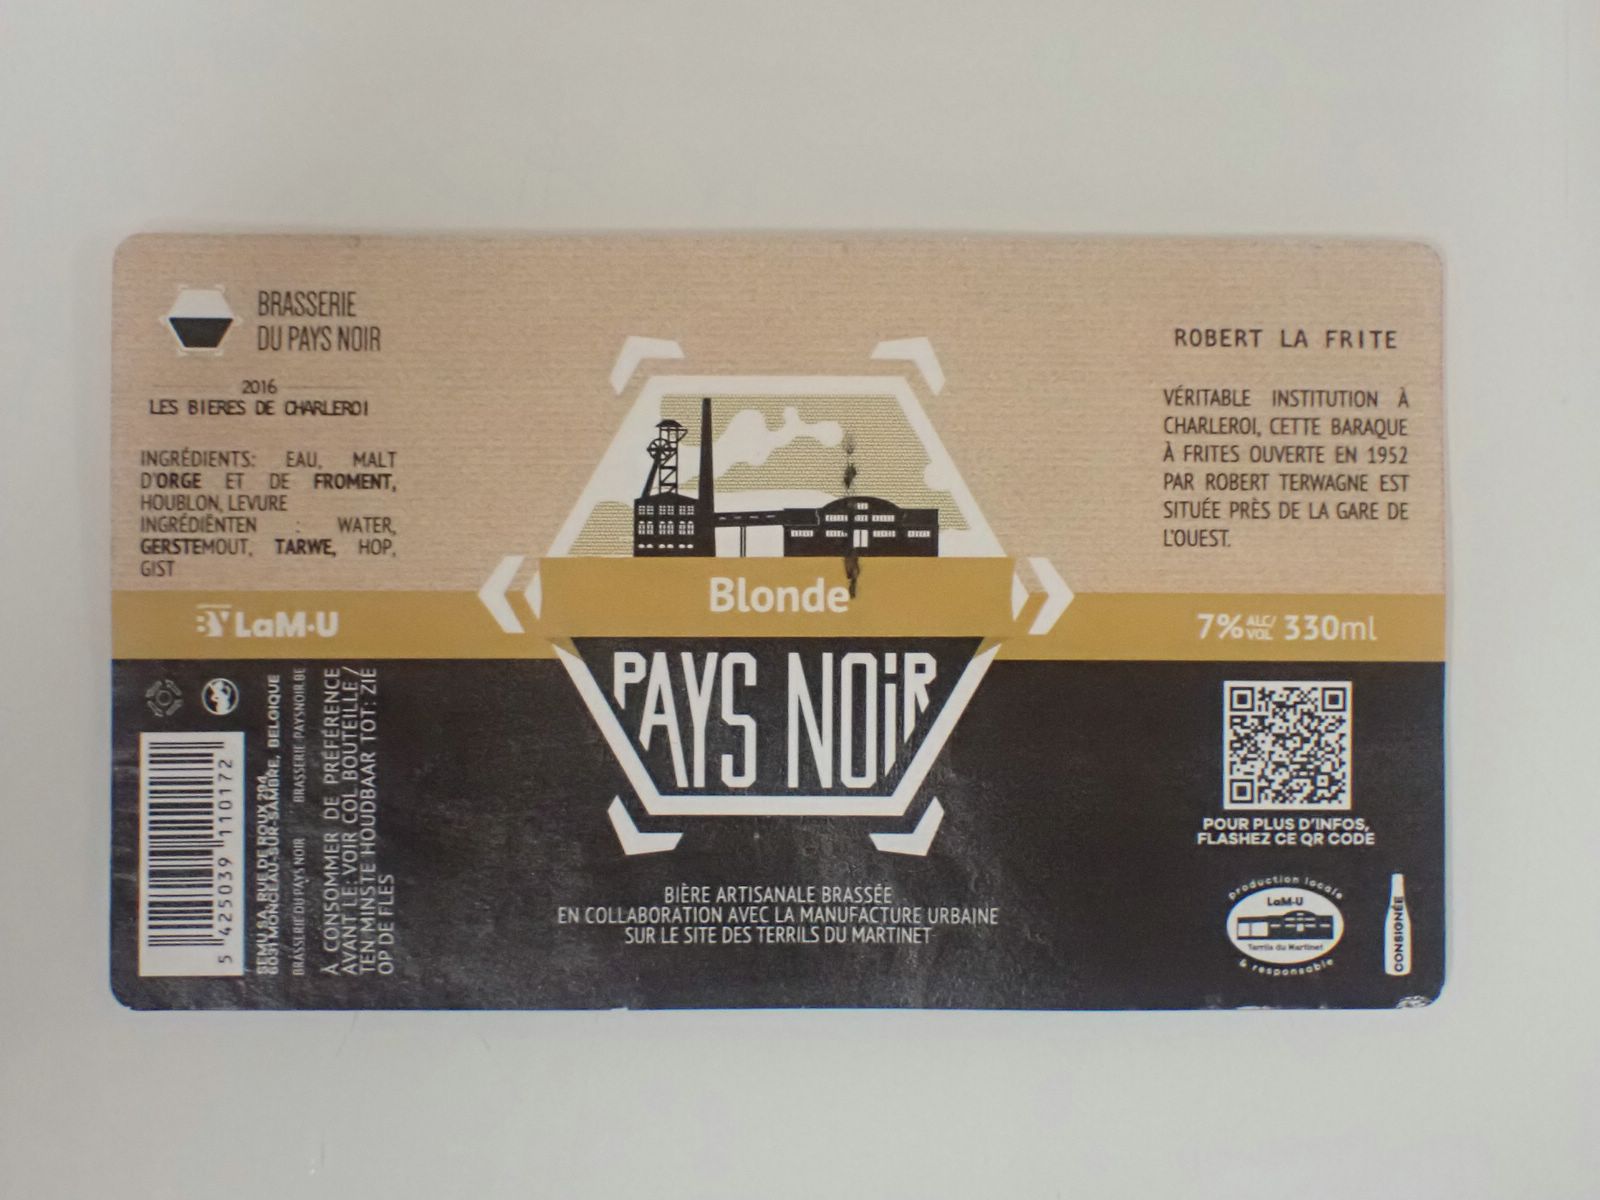 BRASSERIE
DU PAYS NOIR
2016
LES BIERES DE CHARLEROI
INGRÉDIENTS: EAU, MALT
D'ORGE ET DE FROMENT,
HOUBLON, LEVURE
INGRÉDIËNTEN : WATER,
GERSTEMOUT, TARWE, HOP,
GIST
BY LaM·U
5 425039 110172
SEMU S.A. RUE DE ROUX 294,
6031 MONCEAU-SUR-SAMBRE, BELGIQUE
BRASSERIE DU PAYS NOIR BRASSERIE-PAYSNOIR.BE
À CONSOMMER DE PRÉFÉRENCE
AVANT LE: VOIR COL BOUTEILLE /
TEN MINSTE HOUDBAAR TOT: ZIE
OP DE FLES
Blonde
PAYS NOiR
BIÈRE ARTISANALE BRASSÉE
EN COLLABORATION AVEC LA MANUFACTURE URBAINE
SUR LE SITE DES TERRILS DU MARTINET
ROBERT LA FRITE
VÉRITABLE INSTITUTION À
CHARLEROI, CETTE BARAQUE
À FRITES OUVERTE EN 1952
PAR ROBERT TERWAGNE EST
SITUÉE PRÈS DE LA GARE DE
L'OUEST.
7% ALC/VOL 330ml
POUR PLUS D'INFOS,
FLASHEZ CE QR CODE
production locale
LaM·U
Terrils du Martinet
& responsable
CONSIGNÉE